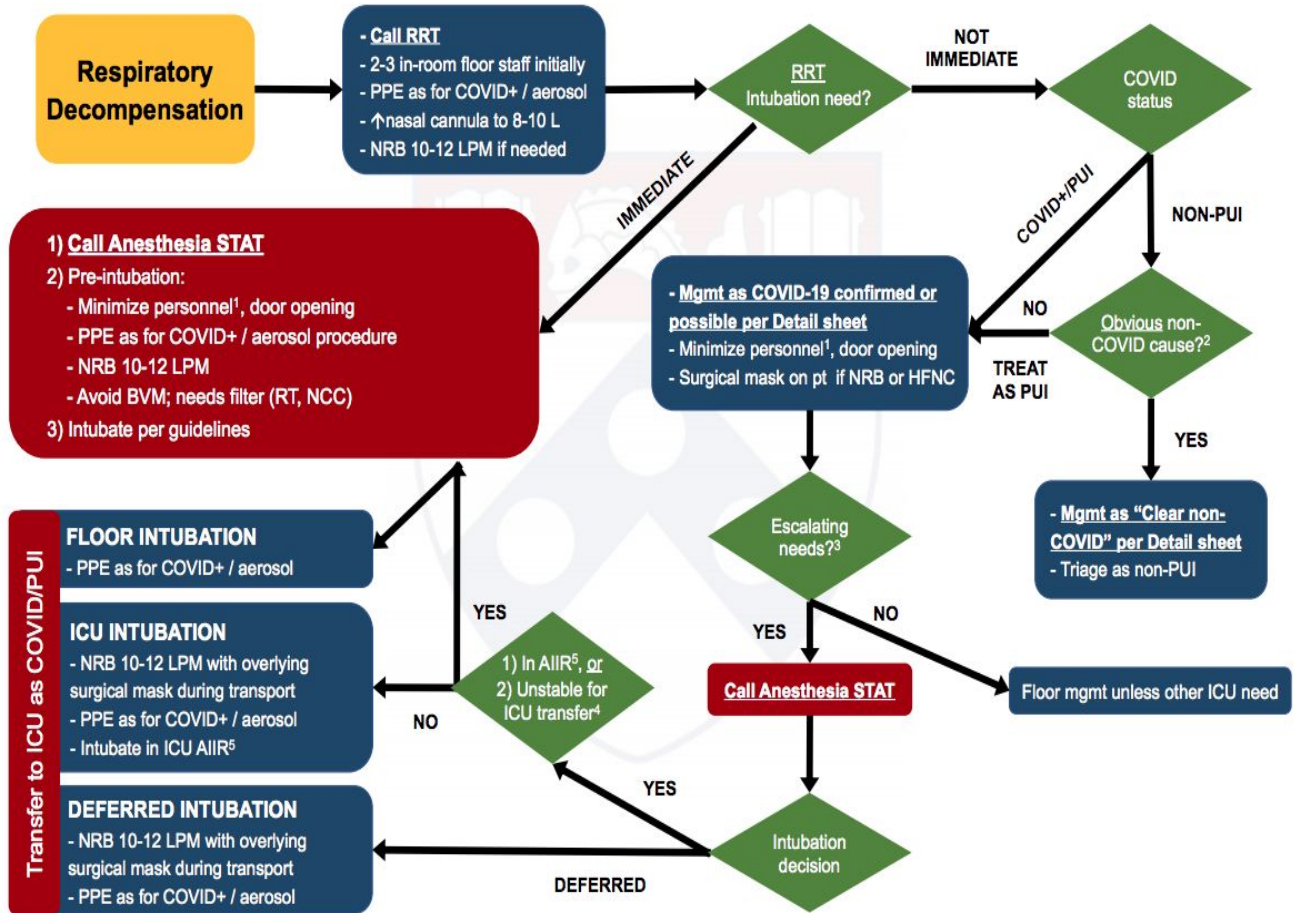 Respiratory
Decompensation
- Call RRT
- 2-3 in-room floor staff initially
- PPE as for COVID+ / aerosol
- ↑nasal cannula to 8-10 L
- NRB 10-12 LPM if needed
RRT
Intubation need?
NOT
IMMEDIATE
COVID
status
IMMEDIATE
COVID+/PUI
NON-PUI
1) Call Anesthesia STAT
2) Pre-intubation:
- Minimize personnel¹, door opening
- PPE as for COVID+ / aerosol procedure
- NRB 10-12 LPM
- Avoid BVM; needs filter (RT, NCC)
3) Intubate per guidelines
- Mgmt as COVID-19 confirmed or
possible per Detail sheet
- Minimize personnel¹, door opening
- Surgical mask on pt if NRB or HFNC
NO
TREAT
AS PUI
Obvious non-
COVID cause?²
YES
- Mgmt as “Clear non-
COVID” per Detail sheet
- Triage as non-PUI
Escalating
needs?³
YES
NO
Call Anesthesia STAT
Floor mgmt unless other ICU need
Intubation
decision
YES
DEFERRED
1) In AIIR⁵, or
2) Unstable for
ICU transfer⁴
YES
NO
Transfer to ICU as COVID/PUI
FLOOR INTUBATION
- PPE as for COVID+ / aerosol
ICU INTUBATION
- NRB 10-12 LPM with overlying
surgical mask during transport
- PPE as for COVID+ / aerosol
- Intubate in ICU AIIR⁵
DEFERRED INTUBATION
- NRB 10-12 LPM with overlying
surgical mask during transport
- PPE as for COVID+ / aerosol